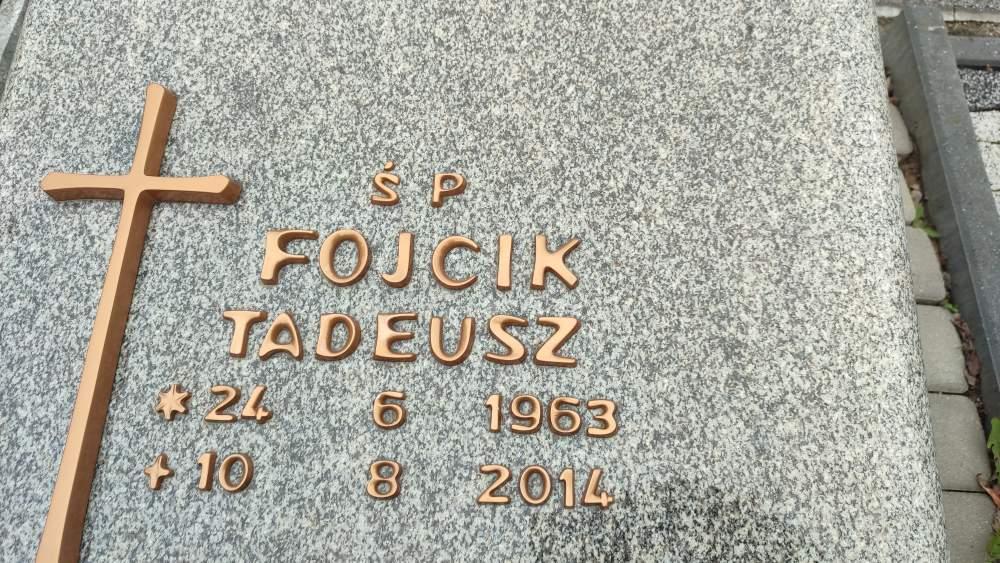 Ś P
FOJCIK
TADEUSZ
* 24 6 1963
+ 10 8 2014